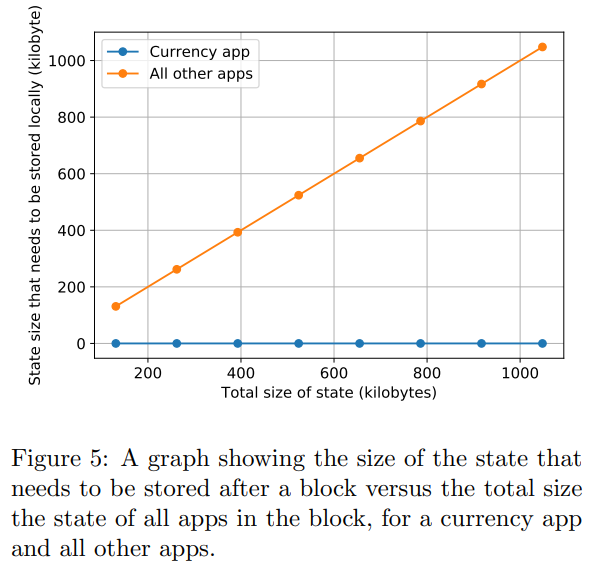 State size that needs to be stored locally (kilobyte)
Currency app
All other apps
1000
800
600
400
200
0
200 400 600 800 1000
Total size of state (kilobytes)
Figure 5: A graph showing the size of the state that
needs to be stored after a block versus the total size
the state of all apps in the block, for a currency app
and all other apps.